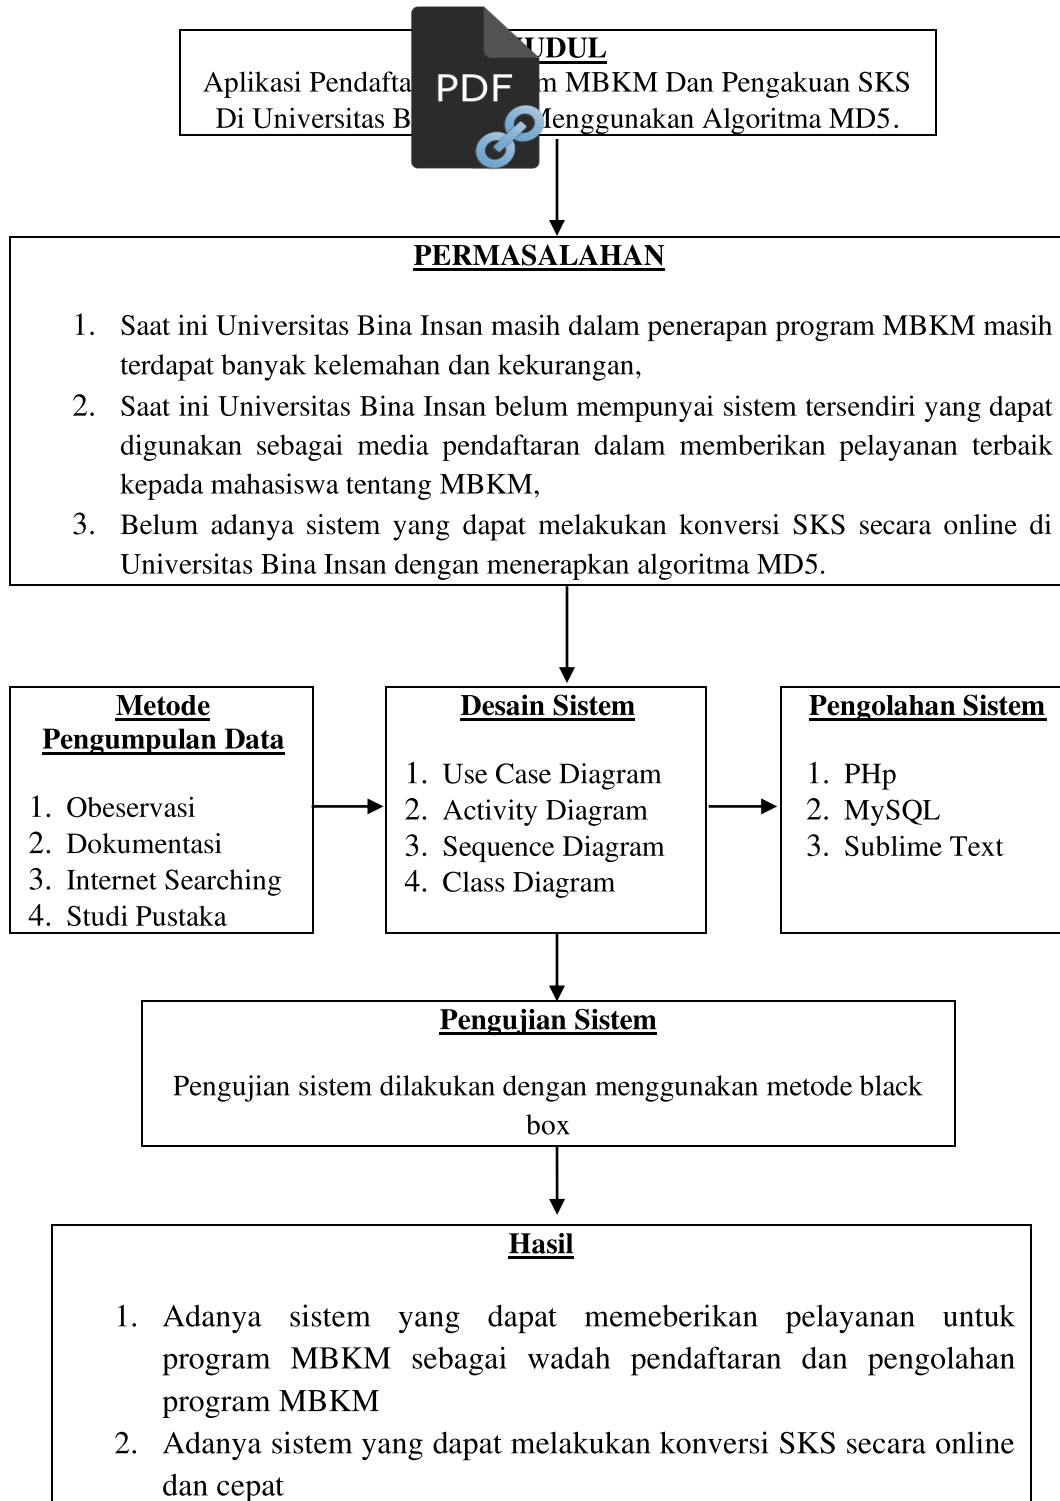 PDF
UDUL
Aplikasi Pendafta m MBKM Dan Pengakuan SKS
Di Universitas B Menggunakan Algoritma MD5.
PERMASALAHAN
1. Saat ini Universitas Bina Insan masih dalam penerapan program MBKM masih
terdapat banyak kelemahan dan kekurangan,
2. Saat ini Universitas Bina Insan belum mempunyai sistem tersendiri yang dapat
digunakan sebagai media pendaftaran dalam memberikan pelayanan terbaik
kepada mahasiswa tentang MBKM,
3. Belum adanya sistem yang dapat melakukan konversi SKS secara online di
Universitas Bina Insan dengan menerapkan algoritma MD5.
Metode
Pengumpulan Data
1. Obeservasi
2. Dokumentasi
3. Internet Searching
4. Studi Pustaka
Desain Sistem
1. Use Case Diagram
2. Activity Diagram
3. Sequence Diagram
4. Class Diagram
Pengolahan Sistem
1. PHp
2. MySQL
3. Sublime Text
Pengujian Sistem
Pengujian sistem dilakukan dengan menggunakan metode black
box
Hasil
1. Adanya sistem yang dapat memeberikan pelayanan untuk
program MBKM sebagai wadah pendaftaran dan pengolahan
program MBKM
2. Adanya sistem yang dapat melakukan konversi SKS secara online
dan cepat